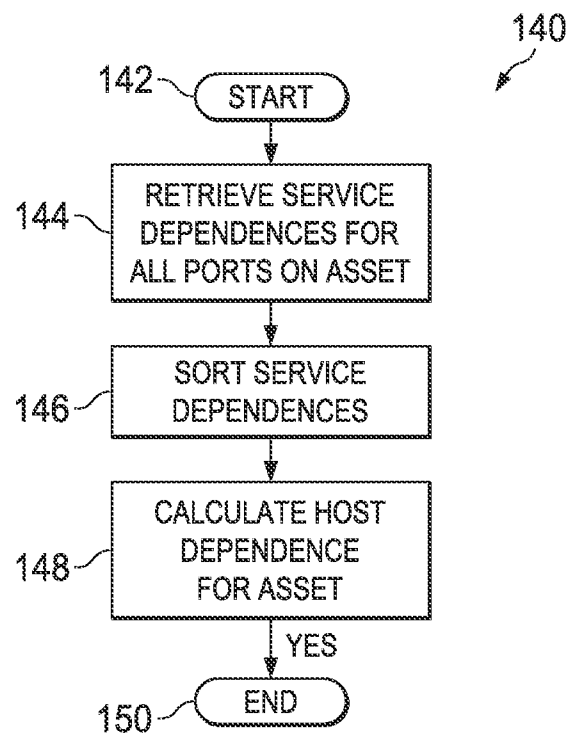 140
142
START
144
RETRIEVE SERVICE
DEPENDENCES FOR
ALL PORTS ON ASSET
146
SORT SERVICE
DEPENDENCES
148
CALCULATE HOST
DEPENDENCE
FOR ASSET
YES
150
END